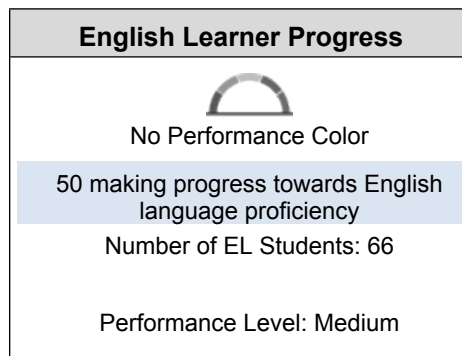 English Learner Progress
No Performance Color
50 making progress towards English
language proficiency
Number of EL Students: 66
Performance Level: Medium